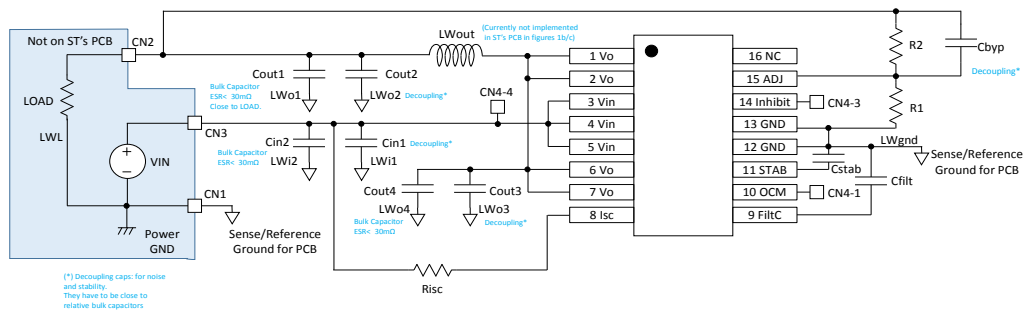 Not on ST's PCB
CN2
LWout
(Currently not implemented
in ST's PCB in figures 1b/c)
R2
Cbyp
Decoupling*
1 Vo
2 Vo
3 Vin
4 Vin
5 Vin
6 Vo
7 Vo
8 Isc
16 NC
15 ADJ
14 Inhibit
13 GND
12 GND
11 STAB
10 OCM
9 FiltC
Cout1
Cout2
Bulk Capacitor
ESR< 30mΩ
Close to LOAD.
LWo1
LWo2
Decoupling*
LOAD
LWL
CN4-4
CN4-3
R1
CN3
VIN
Cin2
Bulk Capacitor
ESR< 30mΩ
LWi2
Cin1
Decoupling*
LWi1
LWgnd
Sense/Reference
Ground for PCB
Cstab
Cfilt
CN4-1
Cout4
Cout3
LWo4
LWo3
Bulk Capacitor
ESR< 30mΩ
Decoupling*
CN1
Power
GND
Sense/Reference
Ground for PCB
Risc
(*) Decoupling caps: for noise
and stability.
They have to be close to
relative bulk capacitors
+
-